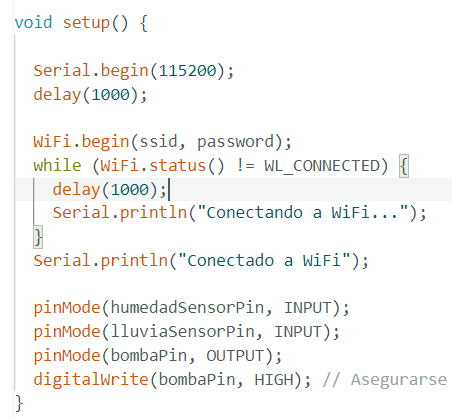 void setup() {
Serial.begin(115200);
delay(1000);
WiFi.begin(ssid, password);
while (WiFi.status() != WL_CONNECTED) {
delay(1000);
Serial.println("Conectando a WiFi...");
}
Serial.println("Conectado a WiFi");
pinMode(humedadSensorPin, INPUT);
pinMode(lluviaSensorPin, INPUT);
pinMode(bombaPin, OUTPUT);
digitalWrite(bombaPin, HIGH); // Asegurarse
}